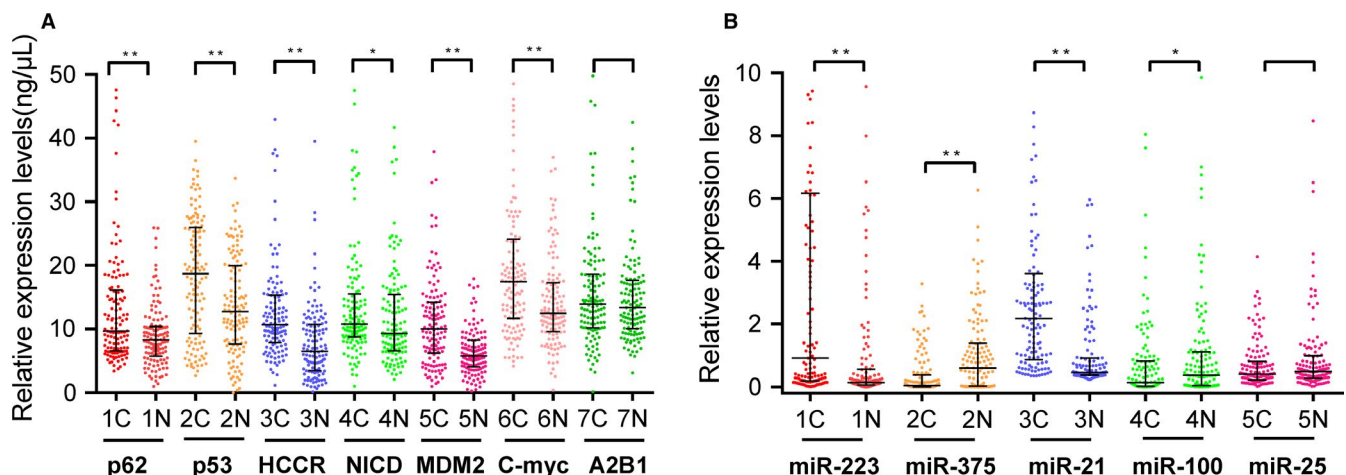 A
Relative expression levels(ng/μL)
** ** ** * ** **
50
40
30
20
10
0
1C 1N 2C 2N 3C 3N 4C 4N 5C 5N 6C 6N 7C 7N
p62 p53 HCCR NICD MDM2 C-myc A2B1
B
Relative expression levels
** ** ** *
10
8
6
4
2
0
1C 1N 2C 2N 3C 3N 4C 4N 5C 5N
miR-223 miR-375 miR-21 miR-100 miR-25